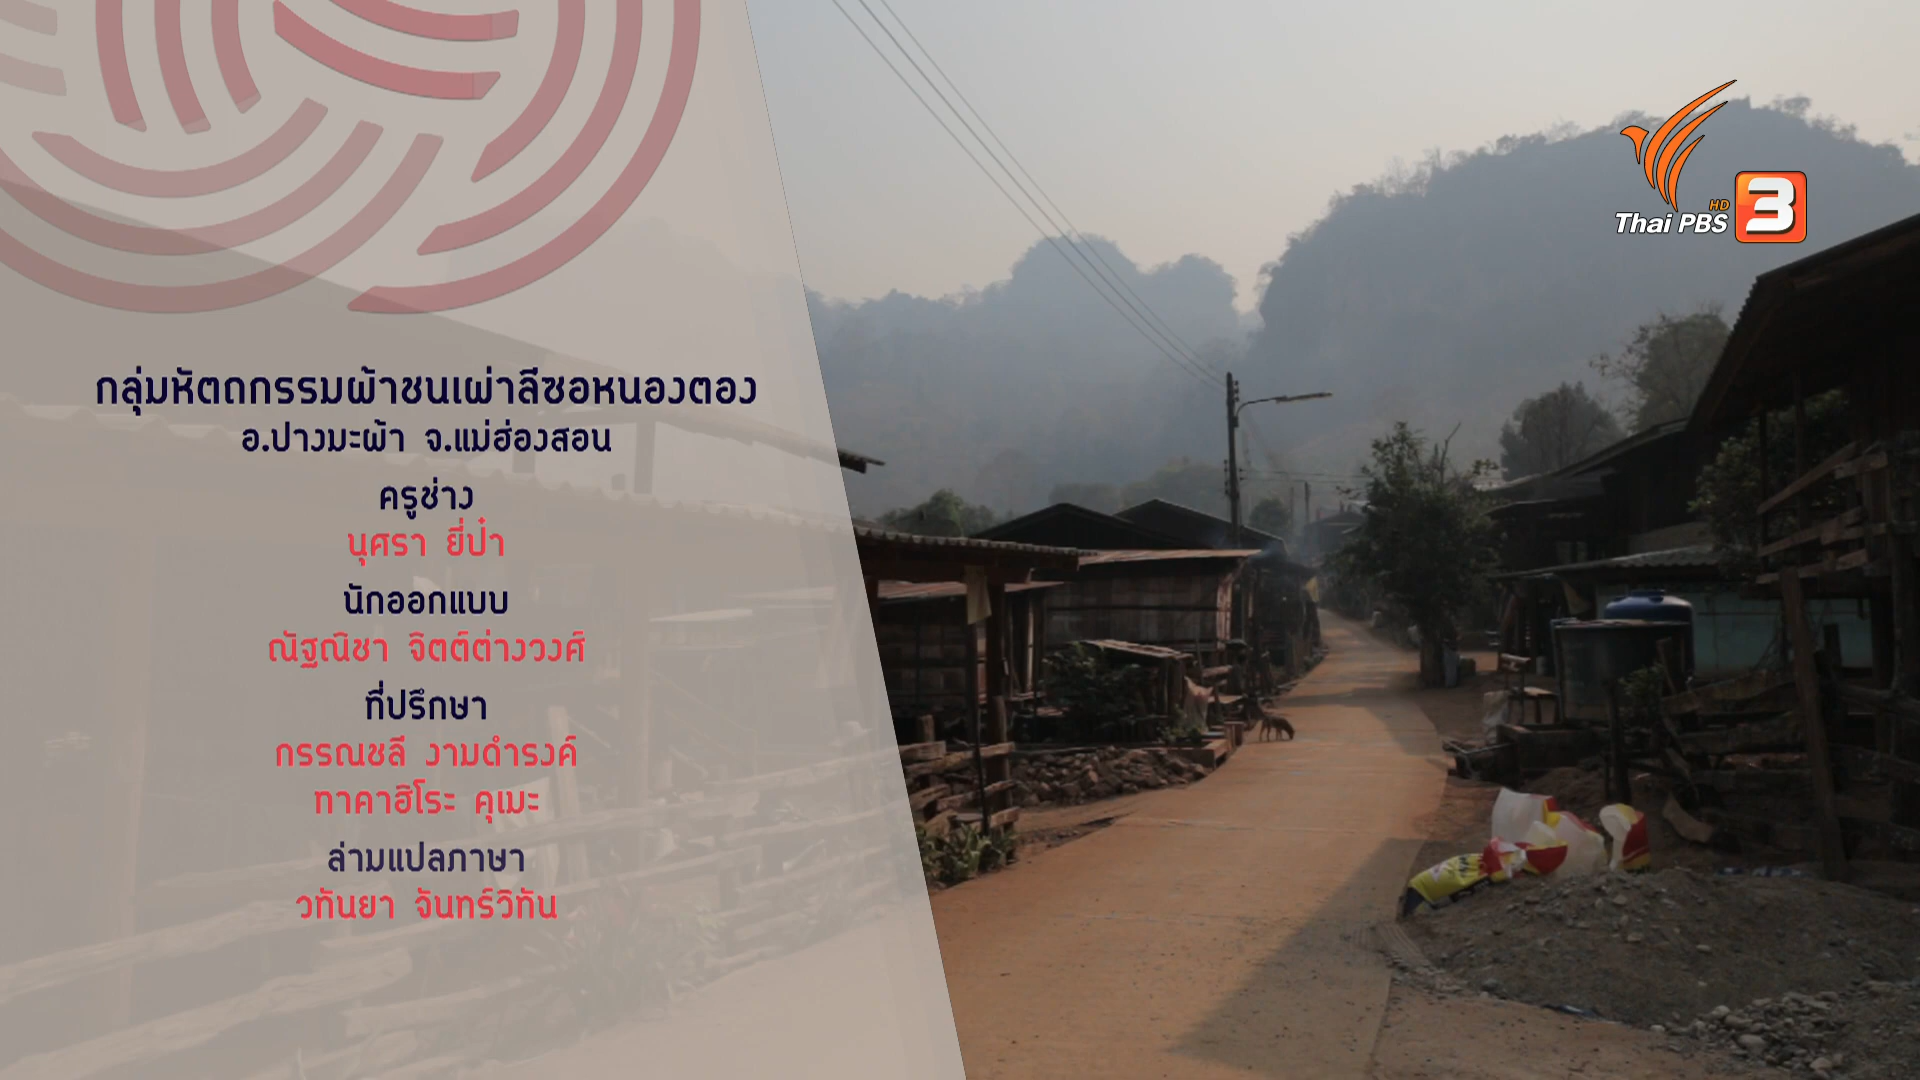 กลุ่มหัตถกรรมผ้าชนเผ่าลีซอหนองตอง
อ.ปางมะผ้า จ.แม่ฮ่องสอน
ครูช่าง
นุศรา ยี่ป๋า
นักออกแบบ
ณัฐณิชา จิตต์ต่างวงศ์
ที่ปรึกษา
กรรณชลี งามดำรงค์
ทาคาฮิโระ คุเมะ
ล่ามแปลภาษา
วทันยา จันทร์วิทัน
HD
Thai PBS 3